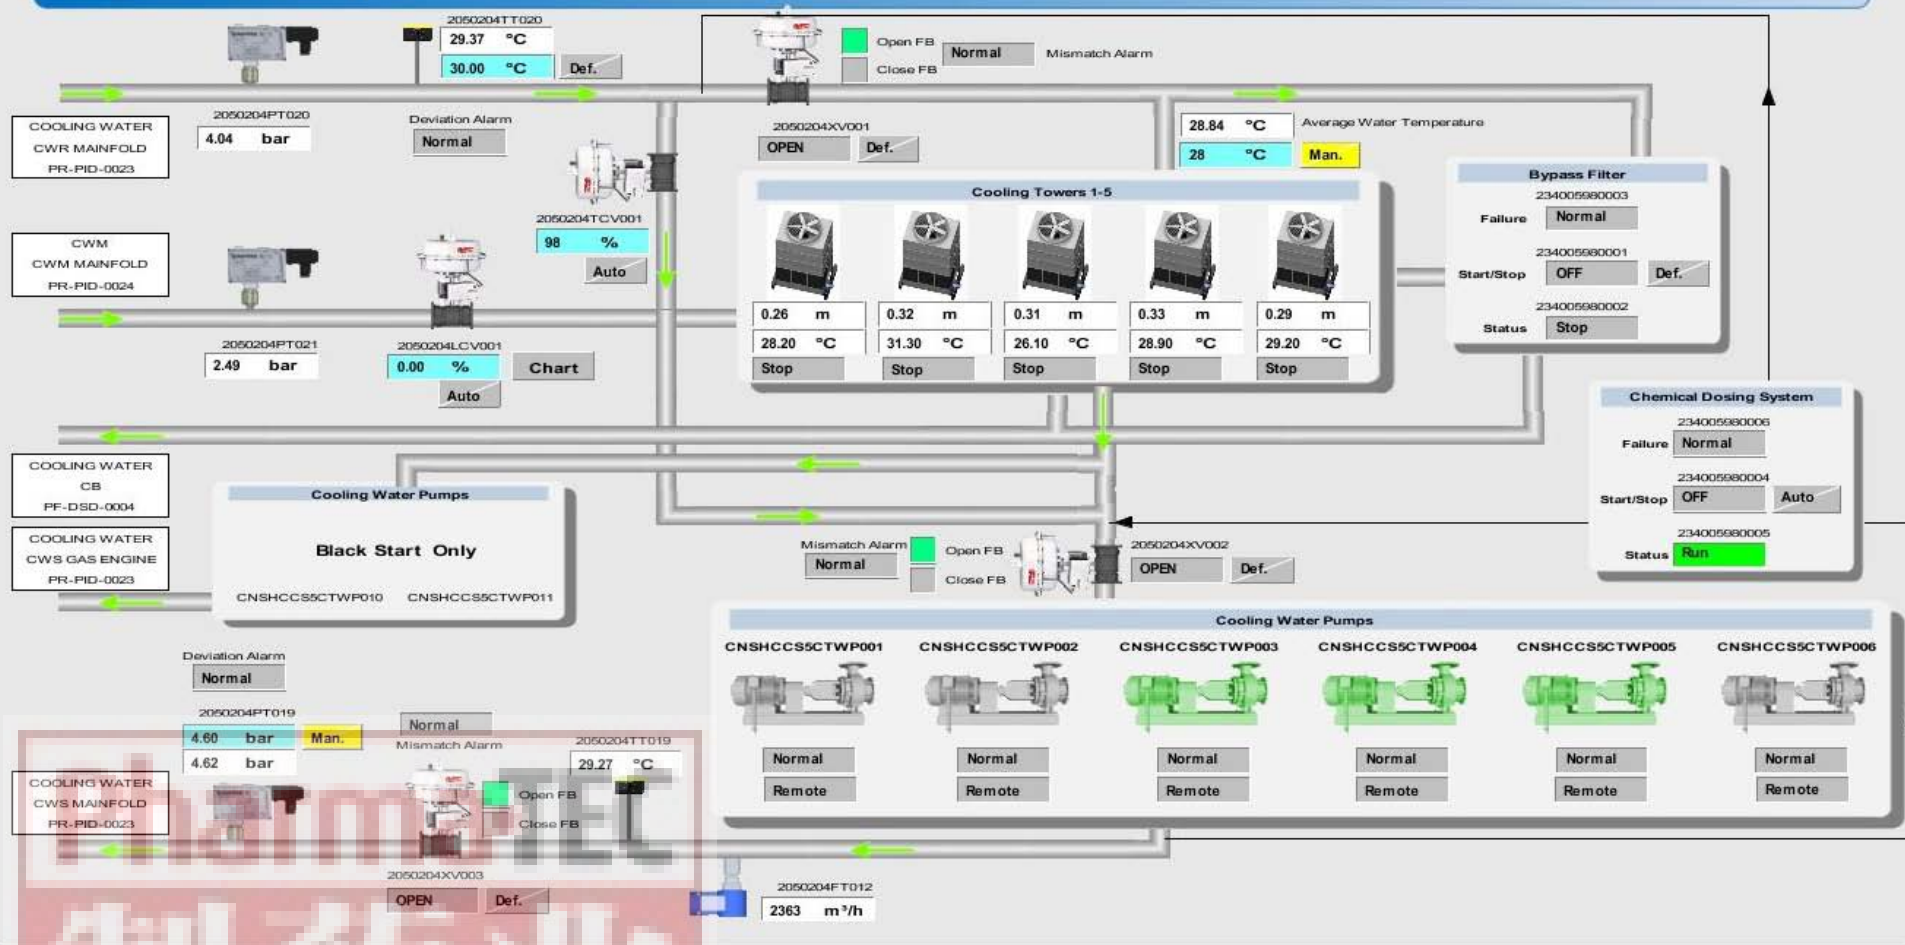 2050204TT020
29.37 °C
30.00 °C Def.
Open FB
Close FB
Normal Mismatch Alarm
2050204PT020
4.04 bar
Deviation Alarm
Normal
COOLING WATER
CWR MAINFOLD
PR-PID-0023
2050204XV001
OPEN Def.
28.84 °C Average Water Temperature
28 °C Man.
2050204TCV001
98 %
Auto
CWM
CWM MAINFOLD
PR-PID-0024
2050204PT021
2.49 bar
2050204LCV001
0.00 % Chart
Auto
Cooling Towers 1-5
0.26 m 0.32 m 0.31 m 0.33 m 0.29 m
28.20 °C 31.30 °C 26.10 °C 28.90 °C 29.20 °C
Stop Stop Stop Stop Stop
Bypass Filter
234005980003
Failure Normal
234005980001
Start/Stop OFF Def.
234005980002
Status Stop
Chemical Dosing System
234005980006
Failure Normal
234005980004
Start/Stop OFF Auto
234005980005
Status Run
COOLING WATER
CB
PF-DSD-0004
COOLING WATER
CWS GAS ENGINE
PR-PID-0023
Cooling Water Pumps
Black Start Only
CNSHCCS5CTWP010 CNSHCCS5CTWP011
Mismatch Alarm
Normal
Open FB
Close FB
2050204XV002
OPEN Def.
Cooling Water Pumps
CNSHCCS5CTWP001 CNSHCCS5CTWP002 CNSHCCS5CTWP003 CNSHCCS5CTWP004 CNSHCCS5CTWP005 CNSHCCS5CTWP006
Normal Normal Normal Normal Normal Normal
Remote Remote Remote Remote Remote Remote
Deviation Alarm
Normal
2050204PT019
4.60 bar Man.
4.62 bar
Normal
Mismatch Alarm
2050204TT019
29.27 °C
Open FB
Close FB
COOLING WATER
CWS MAINFOLD
PR-PID-0023
PharmaTEC
2050204XV003
OPEN Def.
2050204FT012
2363 m³/h